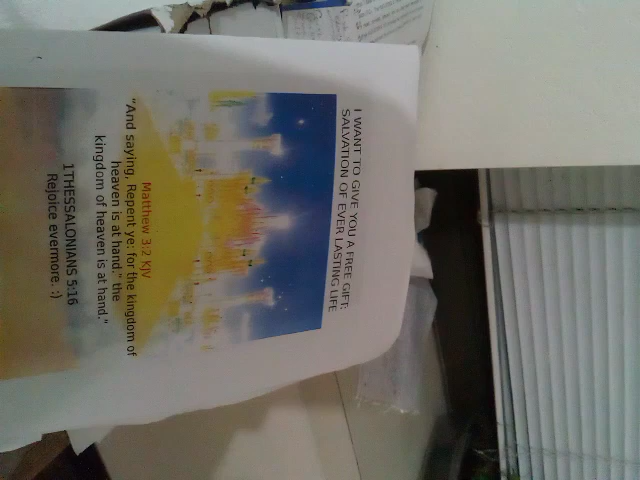 I WANT TO GIVE YOU A FREE GIFT:
SALVATION OF EVER LASTING LIFE
Matthew 3:2 KJV
"And saying, Repent ye: for the kingdom of
heaven is at hand." the
kingdom of heaven is at hand."
1THESSALONIANS 5:16
Rejoice evermore. :)